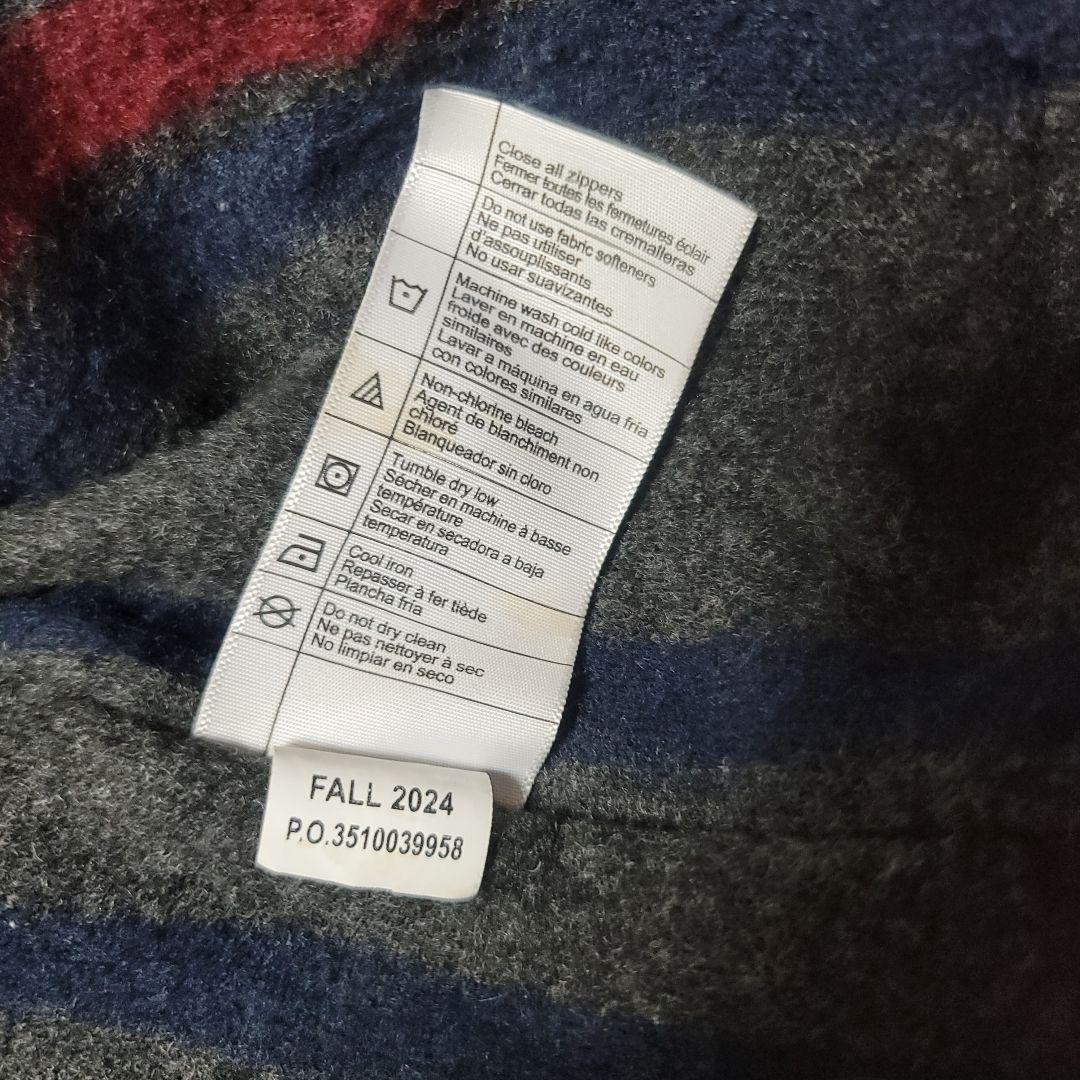 Close all zippers
Fermer toutes les fermetures éclair
Cerrar todas las cremalleras
Do not use fabric softeners
Ne pas utiliser
d'assouplissants
No usar suavizantes
Machine wash cold like colors
Laver en machine en eau
froide avec des couleurs
similaires
Lavar a máquina en agua fria
con colores similares
Non-chlorine bleach
Agent de blanchiment non
chloré
Blanqueador sin cloro
Tumble dry low
Sécher en machine à basse
température
Secar en secadora a baja
temperatura
Cool iron
Repasser à fer tiède
Plancha fria
Do not dry clean
Ne pas nettoyer à sec
No limpiar en seco
FALL 2024
P.O.3510039958